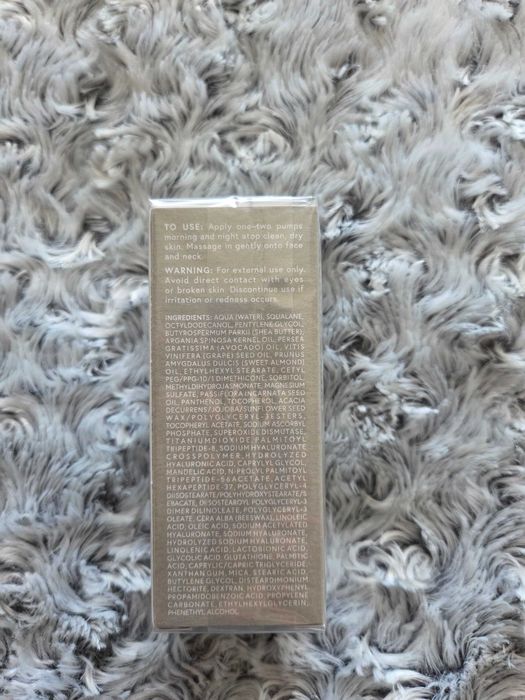 TO USE: Apply one–two pumps
morning and night atop clean, dry
skin. Massage in gently onto face
and neck.
WARNING: For external use only.
Avoid direct contact with eyes
or broken skin. Discontinue use if
irritation or redness occurs.
INGREDIENTS: AQUA (WATER), SQUALANE,
OCTYLDODECANOL, PENTYLENE GLYCOL,
BUTYROSPERMUM PARKII (SHEA BUTTER),
ARGANIA SPINOSA KERNEL OIL, PERSEA
GRATISSIMA (AVOCADO) OIL, VITIS
VINIFERA (GRAPE) SEED OIL, PRUNUS
AMYGDALUS DULCIS (SWEET ALMOND)
OIL, ETHYLHEXYL STEARATE, CETYL
PEG/PPG-10/1 DIMETHICONE, SORBITOL
METHYLDIHYDROJASMONATE, MAGNESIUM
SULFATE, PASSIFLORA INCARNATA SEED
OIL, PANTHENOL, TOCOPHEROL, ACACIA
DECURRENS/JOJOBA/SUNFLOWER SEED
WAX/POLYGLYCERYL-3 ESTERS,
TOCOPHERYL ACETATE, SODIUM ASCORBYL
PHOSPHATE, SUPEROXIDE DISMUTASE,
TITANIUM DIOXIDE, PALMITOYL
TRIPEPTIDE-8, SODIUM HYALURONATE
CROSSPOLYMER, HYDROLYZED
HYALURONIC ACID, CAPRYLYL GLYCOL,
MANDELIC ACID, N-PROLYL PALMITOYL
TRIPEPTIDE-56 ACETATE, ACETYL
HEXAPEPTIDE-37, POLYGLYCERYL-4
DIISOSTEARATE/POLYHYDROXYSTEARATE/S
EBACATE, DIISOSTEAROYL POLYGLYCERYL-3
DIMER DILINOLEATE, POLYGLYCERYL-3
OLEATE, CERA ALBA (BEESWAX), LINOLEIC
ACID, OLEIC ACID, SODIUM ACETYLATED
HYALURONATE, SODIUM HYALURONATE,
HYDROLYZED SODIUM HYALURONATE,
LINOLENIC ACID, LACTOBIONIC ACID,
GLYCOLIC ACID, GLUTATHIONE, PALMITIC
ACID, CAPRYLIC/CAPRIC TRIGLYCERIDE,
XANTHAN GUM, MICA, STEARIC ACID,
BUTYLENE GLYCOL, DISTEARDIMONIUM
HECTORITE, DEXTRAN, HYDROXYPHENYL
PROPAMIDOBENZOIC ACID, PROPYLENE
CARBONATE, ETHYLHEXYLGLYCERIN,
PHENETHYL ALCOHOL